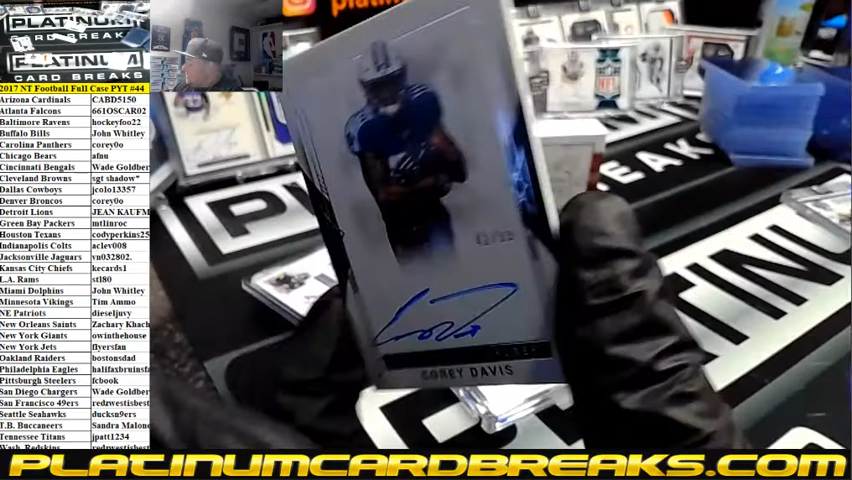 PLATINUM
CARD BREAKS
2017 NT Football Full Case PYT #44
Arizona Cardinals CABD5150
Atlanta Falcons 661OSCAR02
Baltimore Ravens hockeyfoo22
Buffalo Bills John Whitley
Carolina Panthers corey0o
Chicago Bears afnu
Cincinnati Bengals Wade Goldber
Cleveland Browns sgt shadow"
Dallas Cowboys jcolo13357
Denver Broncos corey0o
Detroit Lions JEAN KAUFM
Green Bay Packers mtlinroc
Houston Texans codyperkins25
Indianapolis Colts aclev008
Jacksonville Jaguars vn032802.
Kansas City Chiefs kecards1
L.A. Rams stl80
Miami Dolphins John Whitley
Minnesota Vikings Tim Ammo
NE Patriots dieseljuvy
New Orleans Saints Zachary Khach
New York Giants owinthehouse
New York Jets flyersfan
Oakland Raiders bostonsdad
Philadelphia Eagles halifaxbruinsf
Pittsburgh Steelers fcbook
San Diego Chargers Wade Goldber
San Francisco 49ers redzwestisbest
Seattle Seahawks ducksn9ers
T.B. Buccaneers Sandra Malone
Tennessee Titans jpatt1234
Wash. Redskins redzwestisbest
COREY DAVIS
PLATINUMCARDBREAKS.COM